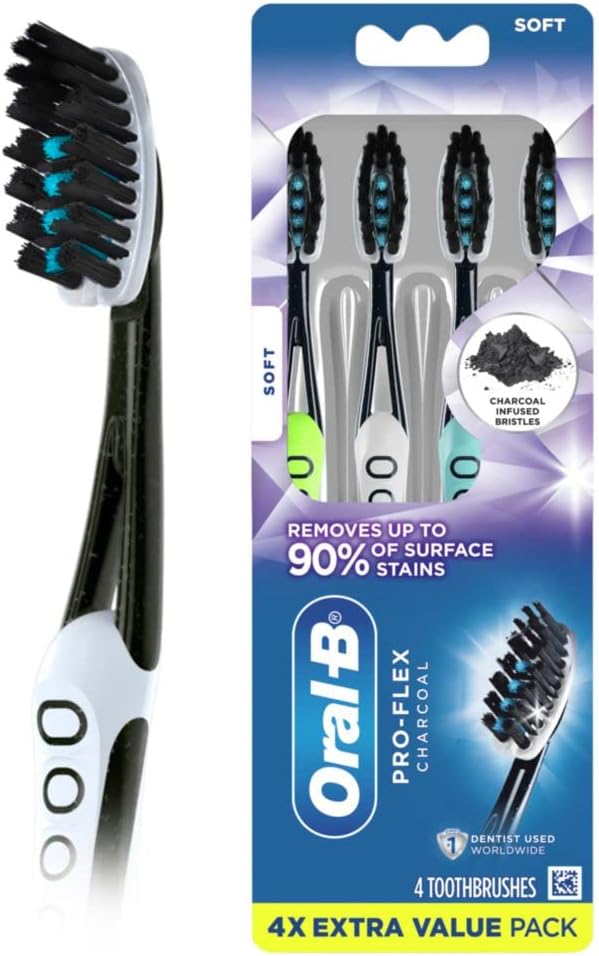 SOFT
SOFT
CHARCOAL
INFUSED
BRISTLES
REMOVES UP TO
90% OF SURFACE
STAINS
Oral-B®
PRO-FLEX
CHARCOAL
#1 DENTIST USED
WORLDWIDE
4 TOOTHBRUSHES
4X EXTRA VALUE PACK